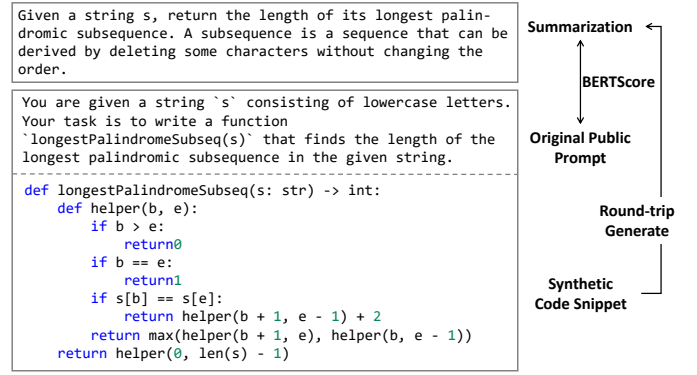 Given a string s, return the length of its longest palin-
dromic subsequence. A subsequence is a sequence that can be
derived by deleting some characters without changing the
order.
Summarization
BERTScore
You are given a string `s` consisting of lowercase letters.
Your task is to write a function
`longestPalindromeSubseq(s)` that finds the length of the
longest palindromic subsequence in the given string.
Original Public
Prompt
def longestPalindromeSubseq(s: str) -> int:
    def helper(b, e):
        if b > e:
            return0
        if b == e:
            return1
        if s[b] == s[e]:
            return helper(b + 1, e - 1) + 2
        return max(helper(b + 1, e), helper(b, e - 1))
    return helper(0, len(s) - 1)
Round-trip
Generate
Synthetic
Code Snippet